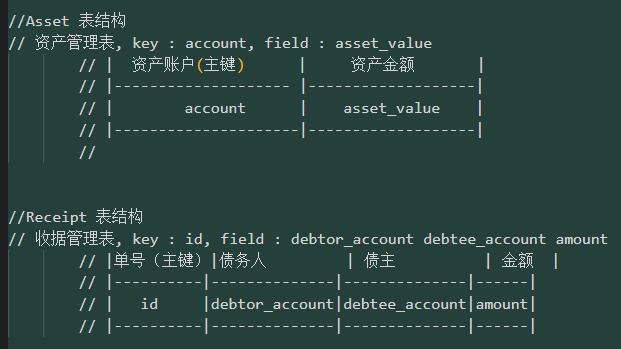 //Asset 表结构
// 资产管理表, key : account, field : asset_value
// | 资产账户(主键) | 资产金额 |
// |-------------------- |-------------------|
// | account | asset_value |
// |---------------------|-------------------|
//
//Receipt 表结构
// 收据管理表, key : id, field : debtor_account debtee_account amount
// |单号（主键）|债务人 | 债主 | 金额 |
// |----------|--------------|--------------|------|
// | id |debtor_account|debtee_account|amount|
// |----------|--------------|--------------|------|